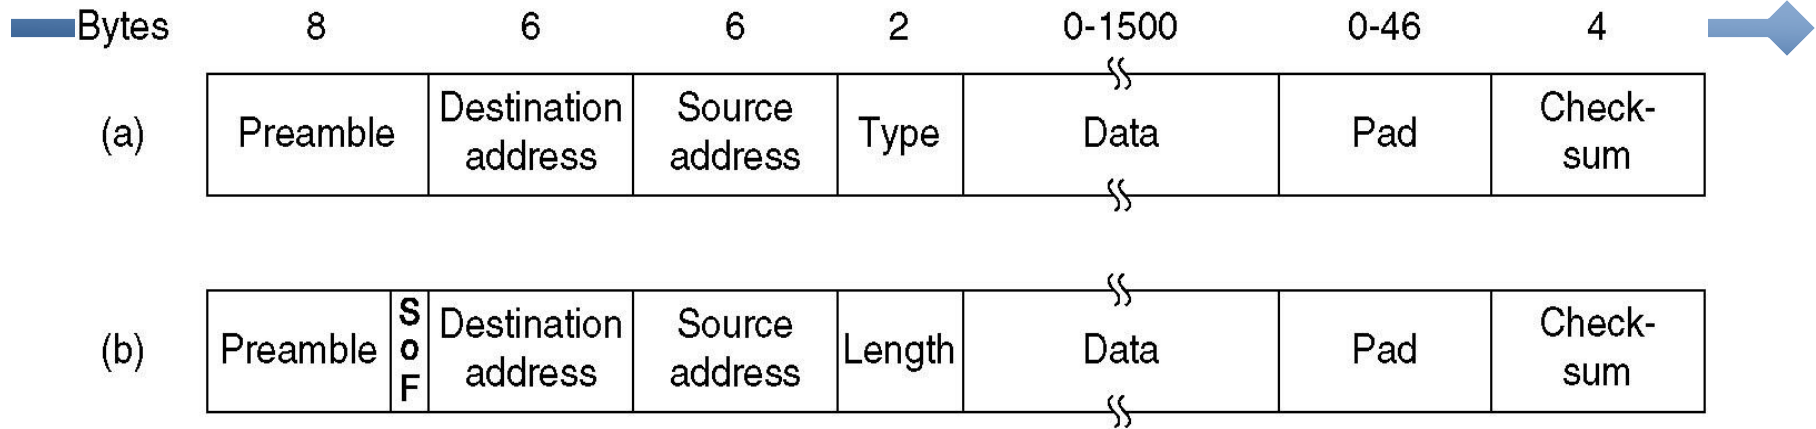 Bytes 8 6 6 2 0-1500 0-46 4
(a) Preamble Destination address Source address Type Data Pad Check-sum
(b) Preamble SoF Destination address Source address Length Data Pad Check-sum